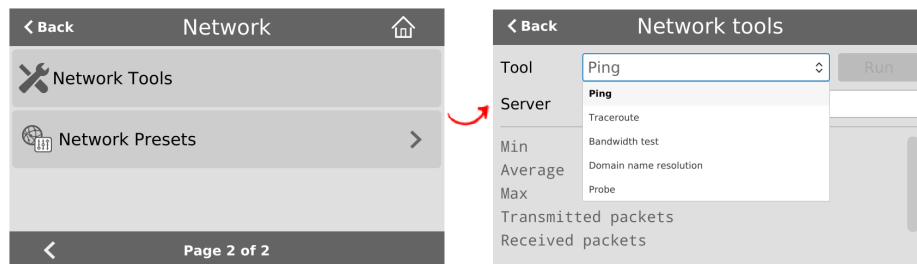 Back
Network
Network Tools
Network Presets
Page 2 of 2
Back
Network tools
Tool
Ping
Run
Server
Ping
Traceroute
Bandwidth test
Domain name resolution
Probe
Min
Average
Max
Transmitted packets
Received packets